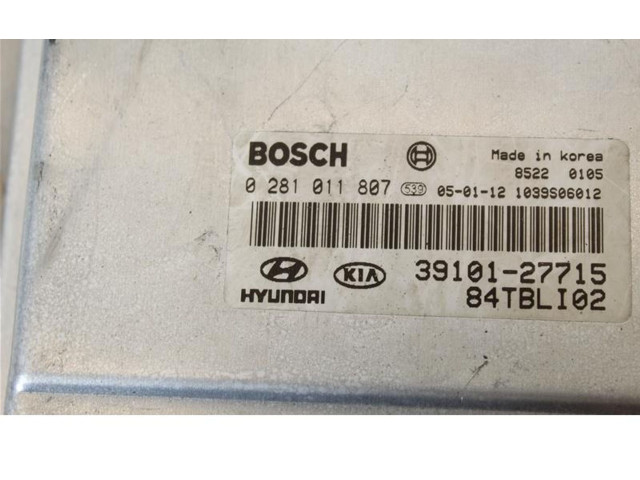 BOSCH
Made in korea
8522 0105
0 281 011 807 539 05-01-12 1039S06012
HYUNDAI KIA 39101-27715
84TBLI02